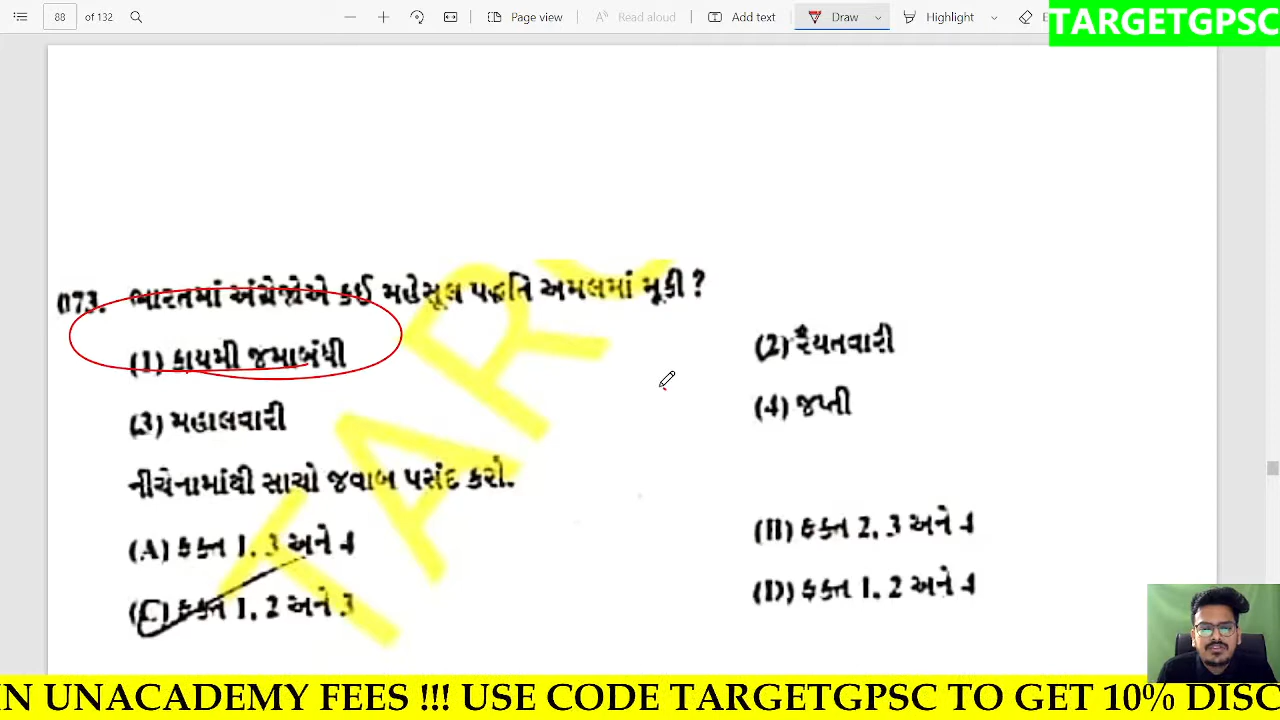 88 of 132 Page view Read aloud Add text Draw Highlight
TARGETGPSC
073. ભારતમાં અંગ્રેજોએ કઈ મહેસૂલ પદ્ધતિ અમલમાં મૂકી ?
(1) કાયમી જમાબંધી (2) રૈયતવારી
(3) મહાલવારી (4) જપ્તી
નીચેનામાંથી સાચો જવાબ પસંદ કરો.
(A) ફક્ત 1, 3 અને 4 (B) ફક્ત 2, 3 અને 4
(C) ફક્ત 1, 2 અને 3 (D) ફક્ત 1, 2 અને 4
TAR
IN UNACADEMY FEES !!! USE CODE TARGETGPSC TO GET 10% DISC